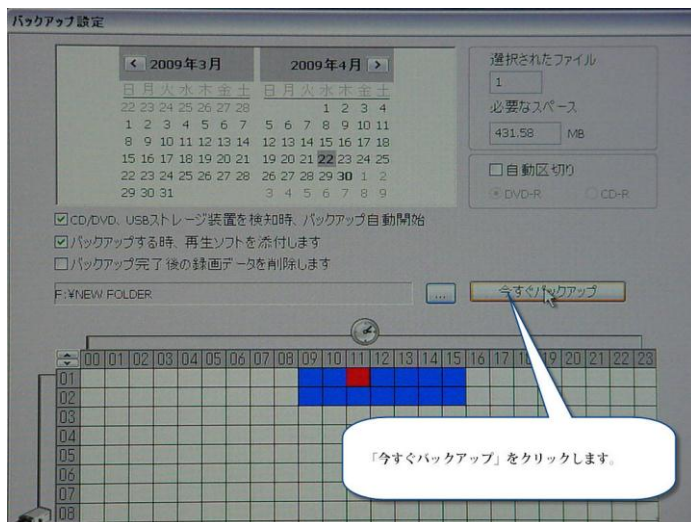 バックアップ設定
2009年3月
日 月 火 水 木 金 土
22 23 24 25 26 27 28
1 2 3 4 5 6 7
8 9 10 11 12 13 14
15 16 17 18 19 20 21
22 23 24 25 26 27 28
29 30 31
2009年4月
日 月 火 水 木 金 土
1 2 3 4
5 6 7 8 9 10 11
12 13 14 15 16 17 18
19 20 21 22 23 24 25
26 27 28 29 30 1 2
3 4 5 6 7 8 9
選択されたファイル
1
必要なスペース
431.58 MB
自動区切り
DVD-R CD-R
CD/DVD、USBストレージ装置を検知時、バックアップ自動開始
バックアップする時、再生ソフトを添付します
バックアップ完了後の録画データを削除します
F:¥NEW FOLDER
...
今すぐバックアップ
00 01 02 03 04 05 06 07 08 09 10 11 12 13 14 15 16 17 18 19 20 21 22 23
01
02
03
04
05
06
07
08
「今すぐバックアップ」をクリックします。